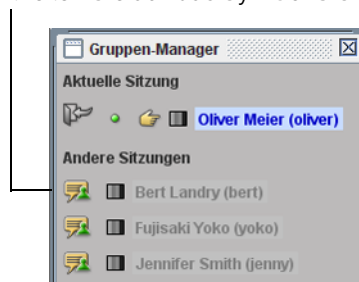 Gruppen-Manager
Aktuelle Sitzung
Oliver Meier (oliver)
Andere Sitzungen
Bert Landry (bert)
Fujisaki Yoko (yoko)
Jennifer Smith (jenny)